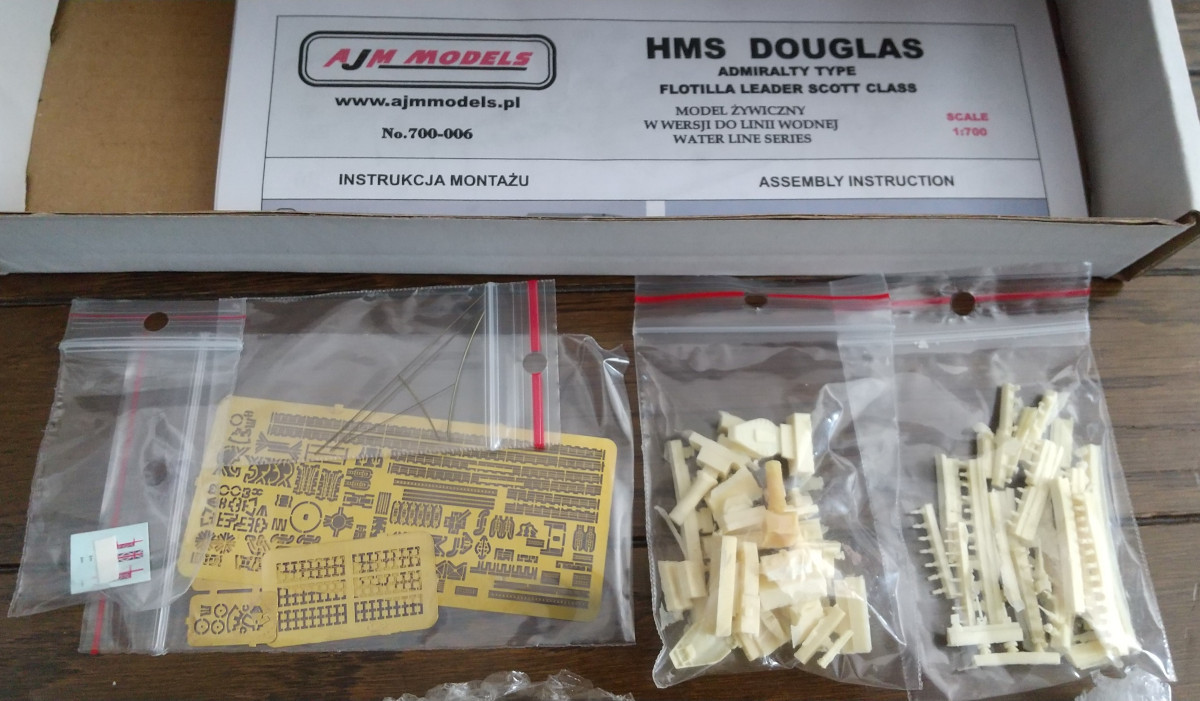 AJM MODELS
www.ajmmodels.pl
No.700-006
HMS DOUGLAS
ADMIRALTY TYPE
FLOTILLA LEADER SCOTT CLASS
MODEL ŻYWICZNY
W WERSJI DO LINII WODNEJ
WATER LINE SERIES
SCALE
1:700
INSTRUKCJA MONTAŻU
ASSEMBLY INSTRUCTION